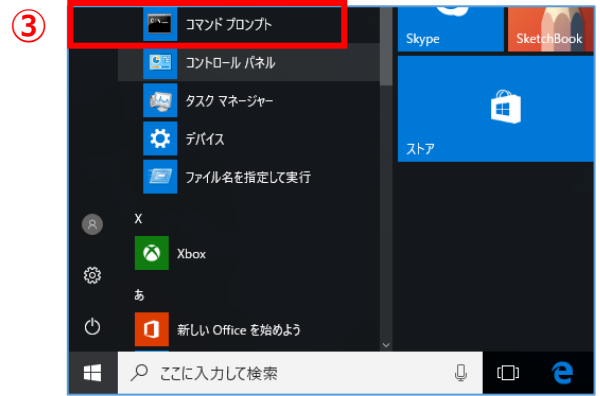 ③
コマンド プロンプト
コントロール パネル
タスク マネージャー
デバイス
ファイル名を指定して実行
X
Xbox
あ
新しい Office を始めよう
ここに入力して検索
Skype
SketchBook
ストア